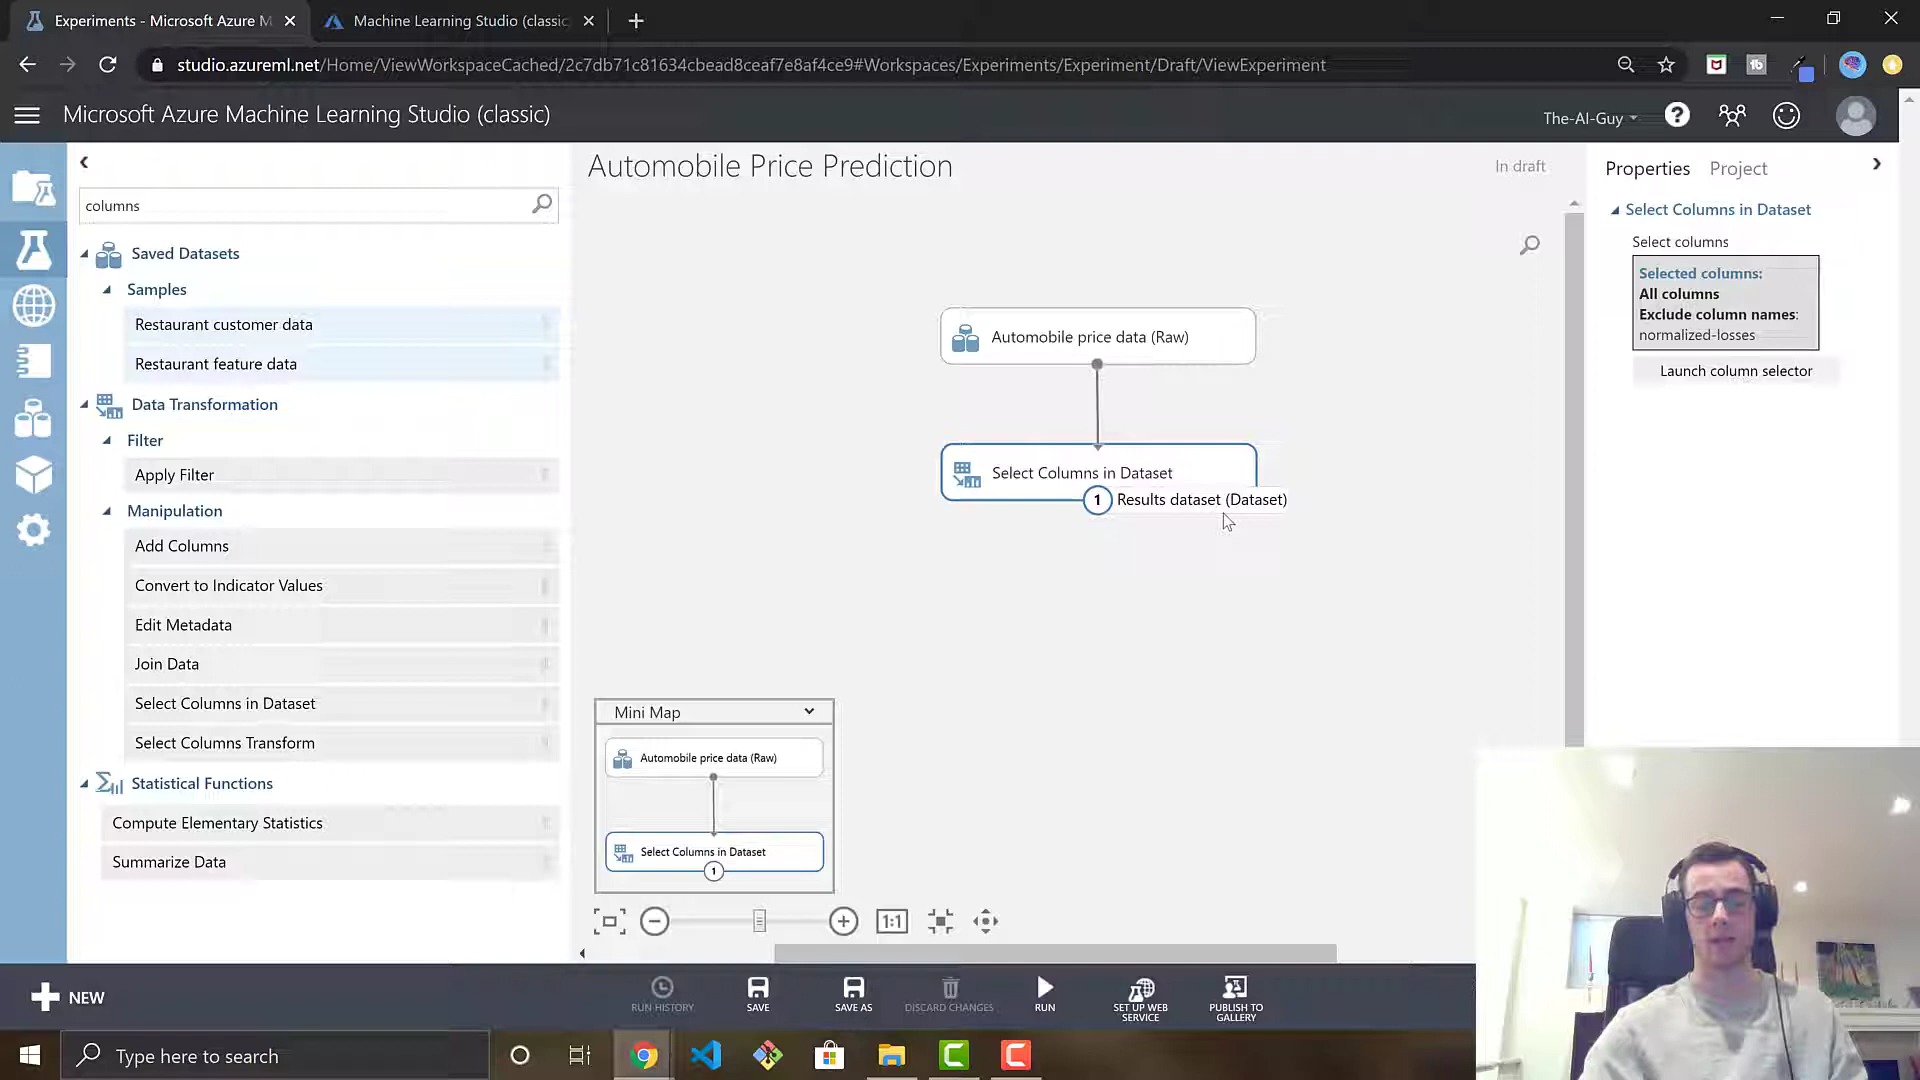 Experiments - Microsoft Azure M
Machine Learning Studio (classic
studio.azureml.net/Home/ViewWorkspaceCached/2c7db71c81634cbead8ceaf7e8af4ce9#Workspaces/Experiments/Experiment/Draft/ViewExperiment
Microsoft Azure Machine Learning Studio (classic)
The-AI-Guy
?
columns
Saved Datasets
Samples
Restaurant customer data
Restaurant feature data
Data Transformation
Filter
Apply Filter
Manipulation
Add Columns
Convert to Indicator Values
Edit Metadata
Join Data
Select Columns in Dataset
Select Columns Transform
Statistical Functions
Compute Elementary Statistics
Summarize Data
Automobile Price Prediction
In draft
Automobile price data (Raw)
Select Columns in Dataset
1 Results dataset (Dataset)
Mini Map
Automobile price data (Raw)
Select Columns in Dataset
1
1:1
Properties Project
Select Columns in Dataset
Select columns
Selected columns:
All columns
Exclude column names:
normalized-losses
Launch column selector
NEW
RUN HISTORY
SAVE
SAVE AS
DISCARD CHANGES
RUN
SET UP WEB
SERVICE
PUBLISH TO
GALLERY
Type here to search